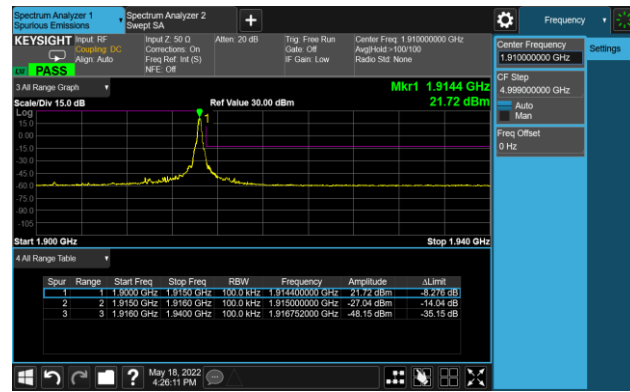 Spectrum Analyzer 1
Spurious Emissions
Spectrum Analyzer 2
Swept SA
Frequency
KEYSIGHT
Input: RF
Coupling: DC
Align: Auto
Input Z: 50 Ω
Corrections: On
Freq Ref: Int (S)
NFE: Off
Atten: 20 dB
Trig: Free Run
Gate: Off
IF Gain: Low
Center Freq: 1.910000000 GHz
Avg|Hold:>100/100
Radio Std: None
PASS
3 All Range Graph
Mkr1 1.9144 GHz
21.72 dBm
Scale/Div 15.0 dB
Ref Value 30.00 dBm
Log
15.0
0.00
-15.0
-30.0
-45.0
-60.0
-75.0
-90.0
-105
1
Start 1.900 GHz
Stop 1.940 GHz
4 All Range Table
Spur Range Start Freq Stop Freq RBW Frequency Amplitude ΔLimit
1 1 1.9000 GHz 1.9150 GHz 100.0 kHz 1.914400000 GHz 21.72 dBm -8.276 dB
2 2 1.9150 GHz 1.9160 GHz 100.0 kHz 1.915000000 GHz -27.04 dBm -14.04 dB
3 3 1.9160 GHz 1.9400 GHz 100.0 kHz 1.916752000 GHz -48.15 dBm -35.15 dB
Center Frequency
1.910000000 GHz
Settings
CF Step
4.999000000 GHz
Auto
Man
Freq Offset
0 Hz
May 18, 2022
4:26:11 PM